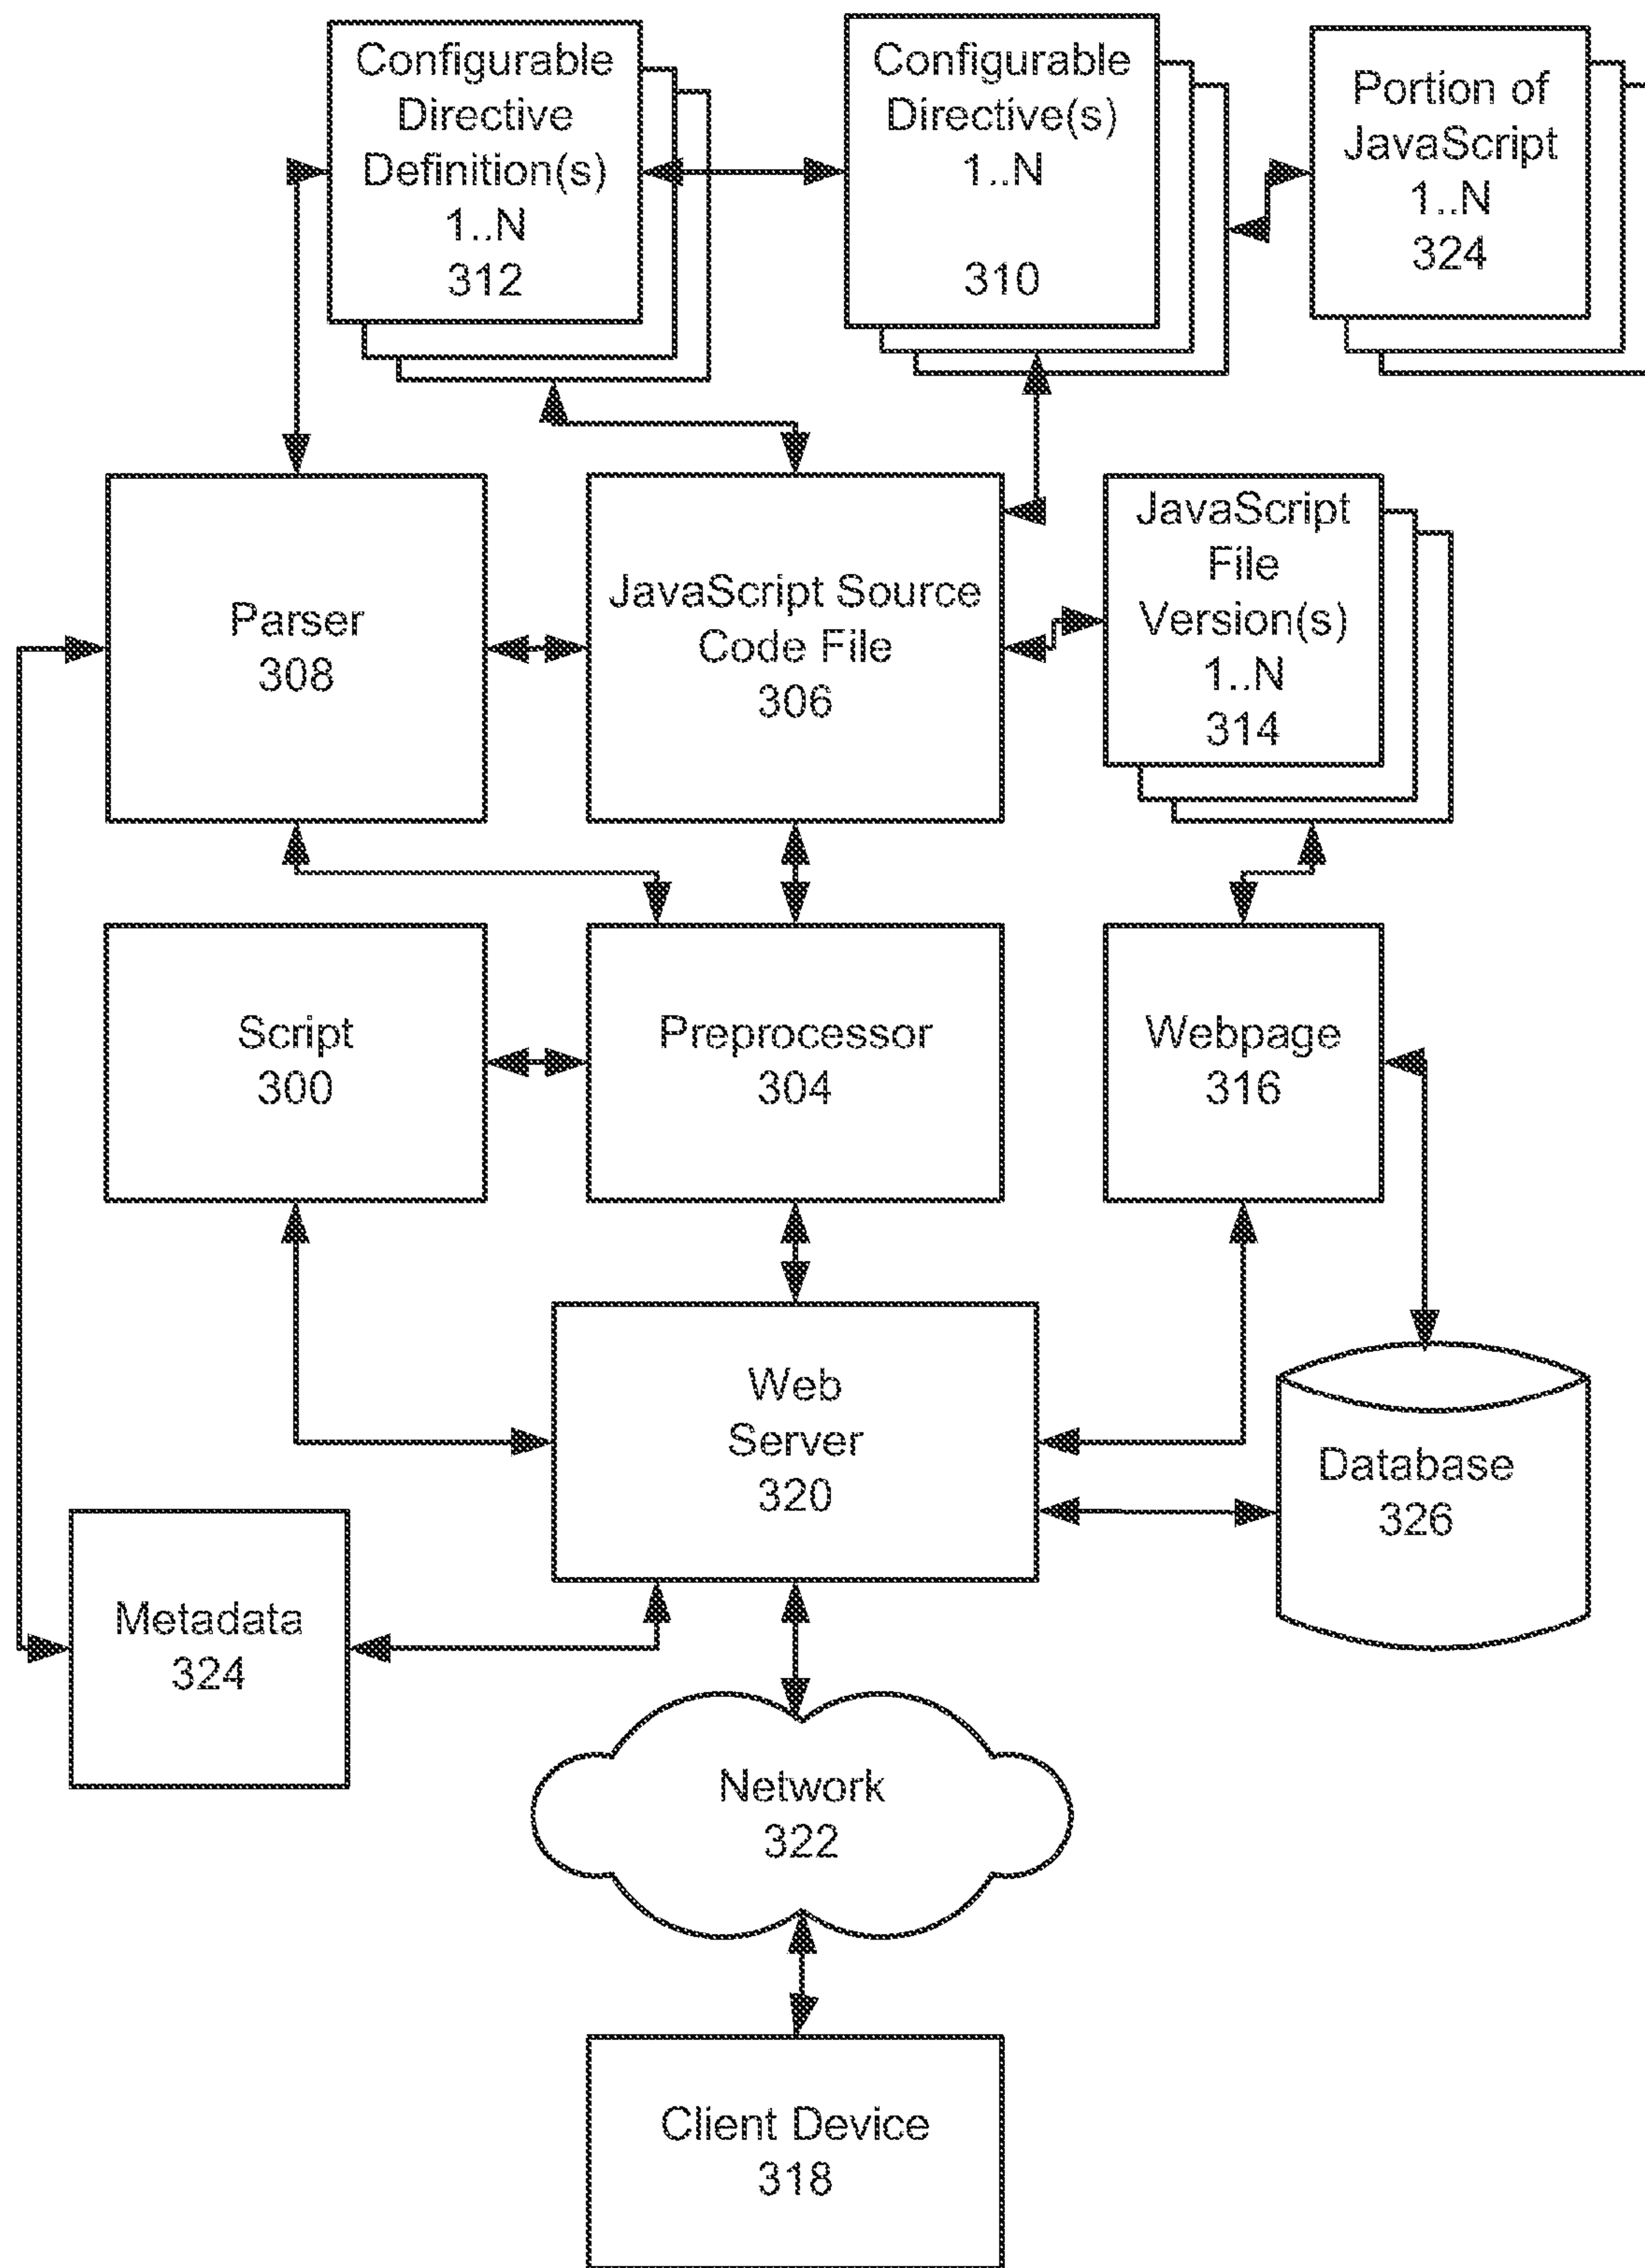 Configurable
Directive
Definition(s)
1..N
312
Configurable
Directive(s)
1..N
310
Portion of
JavaScript
1..N
324
Parser
308
JavaScript Source
Code File
306
JavaScript
File
Version(s)
1..N
314
Script
300
Preprocessor
304
Webpage
316
Web
Server
320
Database
326
Metadata
324
Network
322
Client Device
318